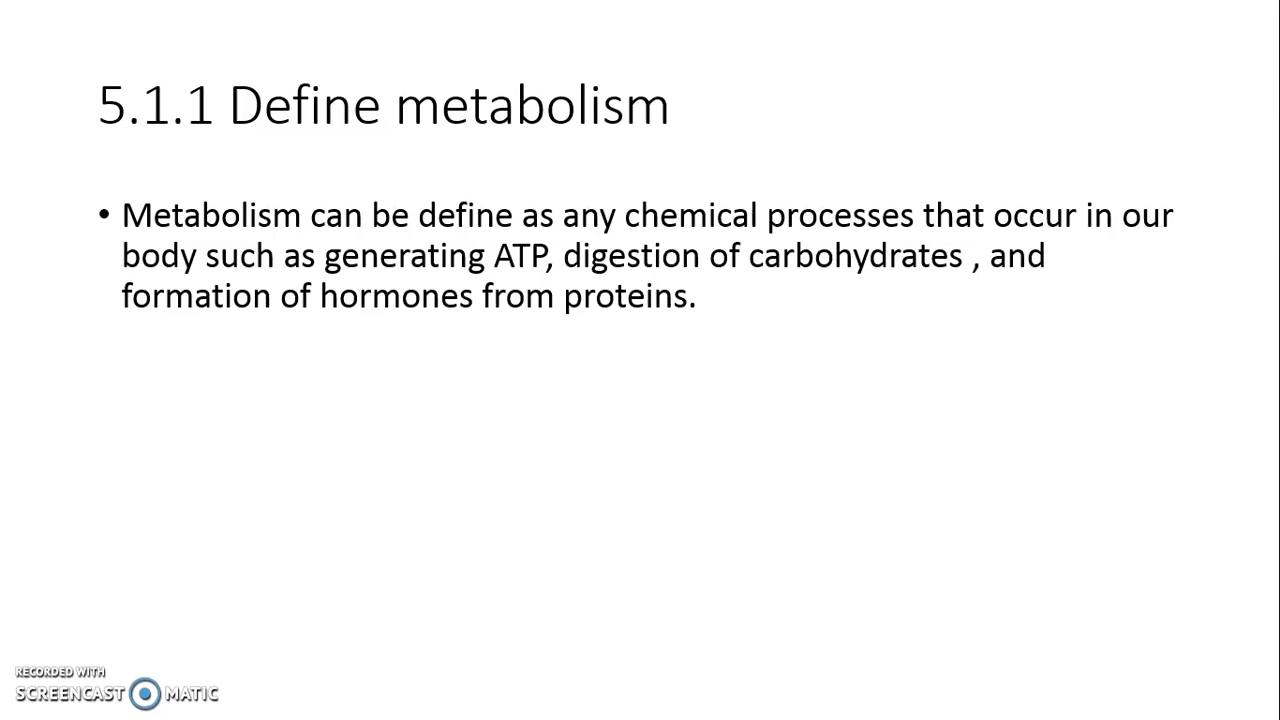 5.1.1 Define metabolism
• Metabolism can be define as any chemical processes that occur in our
body such as generating ATP, digestion of carbohydrates , and
formation of hormones from proteins.
RECORDED WITH
SCREENCAST MATIC